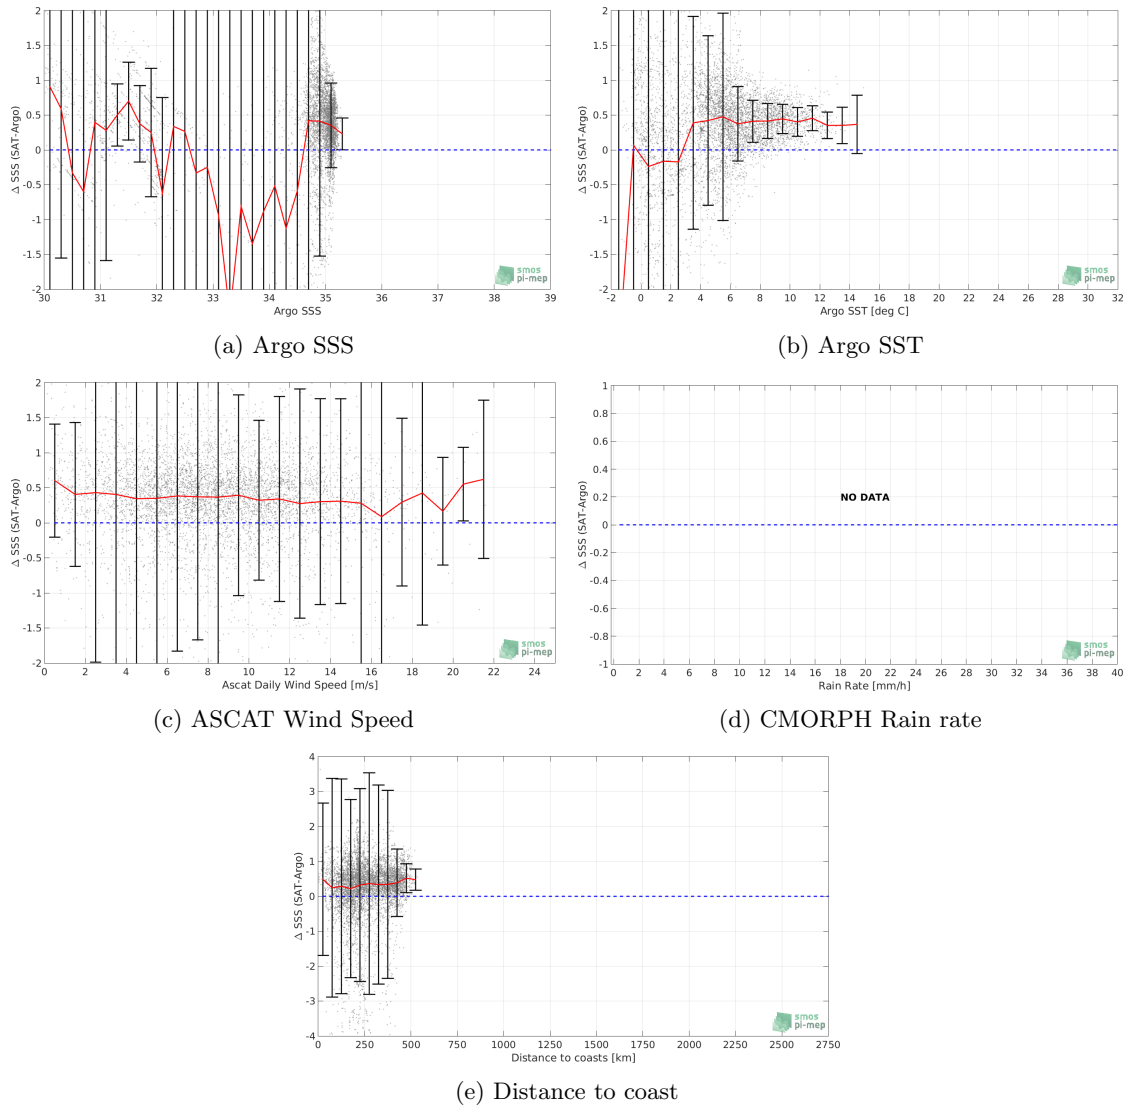 2
1.5
1
0.5
0
-0.5
-1
-1.5
-2
Δ SSS (SAT-Argo)
30 31 32 33 34 35 36 37 38 39
Argo SSS
smos
pi-mep
(a) Argo SSS
2
1.5
1
0.5
0
-0.5
-1
-1.5
-2
Δ SSS (SAT-Argo)
-2 0 2 4 6 8 10 12 14 16 18 20 22 24 26 28 30 32
Argo SST [deg C]
smos
pi-mep
(b) Argo SST
2
1.5
1
0.5
0
-0.5
-1
-1.5
-2
Δ SSS (SAT-Argo)
0 2 4 6 8 10 12 14 16 18 20 22 24
Ascat Daily Wind Speed [m/s]
smos
pi-mep
(c) ASCAT Wind Speed
1
0.8
0.6
0.4
0.2
0
-0.2
-0.4
-0.6
-0.8
-1
Δ SSS (SAT-Argo)
NO DATA
0 2 4 6 8 10 12 14 16 18 20 22 24 26 28 30 32 34 36 38 40
Rain Rate [mm/h]
smos
pi-mep
(d) CMORPH Rain rate
4
3
2
1
0
-1
-2
-3
-4
Δ SSS (SAT-Argo)
0 250 500 750 1000 1250 1500 1750 2000 2250 2500 2750
Distance to coasts [km]
smos
pi-mep
(e) Distance to coast